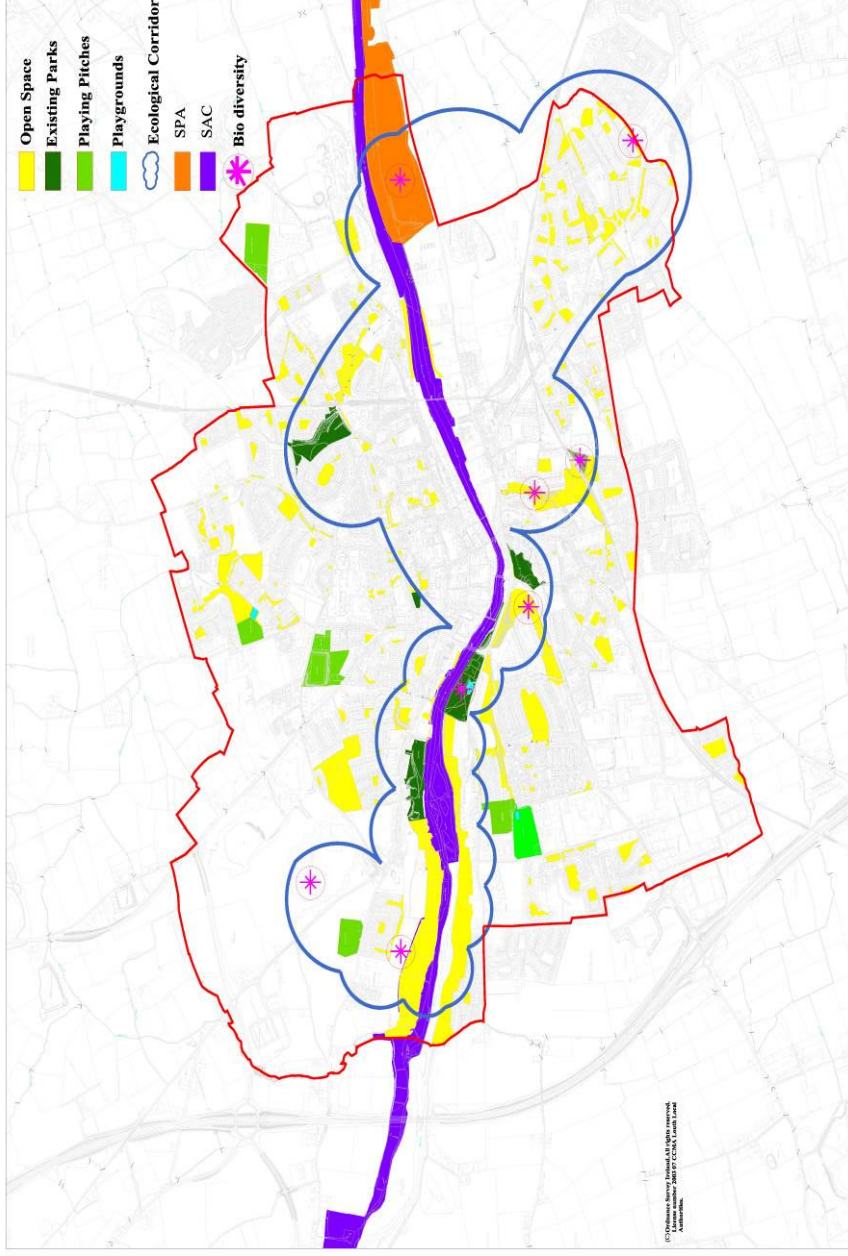 Open Space
Existing Parks
Playing Pitches
Playgrounds
Ecological Corridor
SPA
SAC
Bio diversity
(C) Ordnance Survey Ireland. All rights reserved.
License number 2003/07 CCMA Louth Local
Authorities.